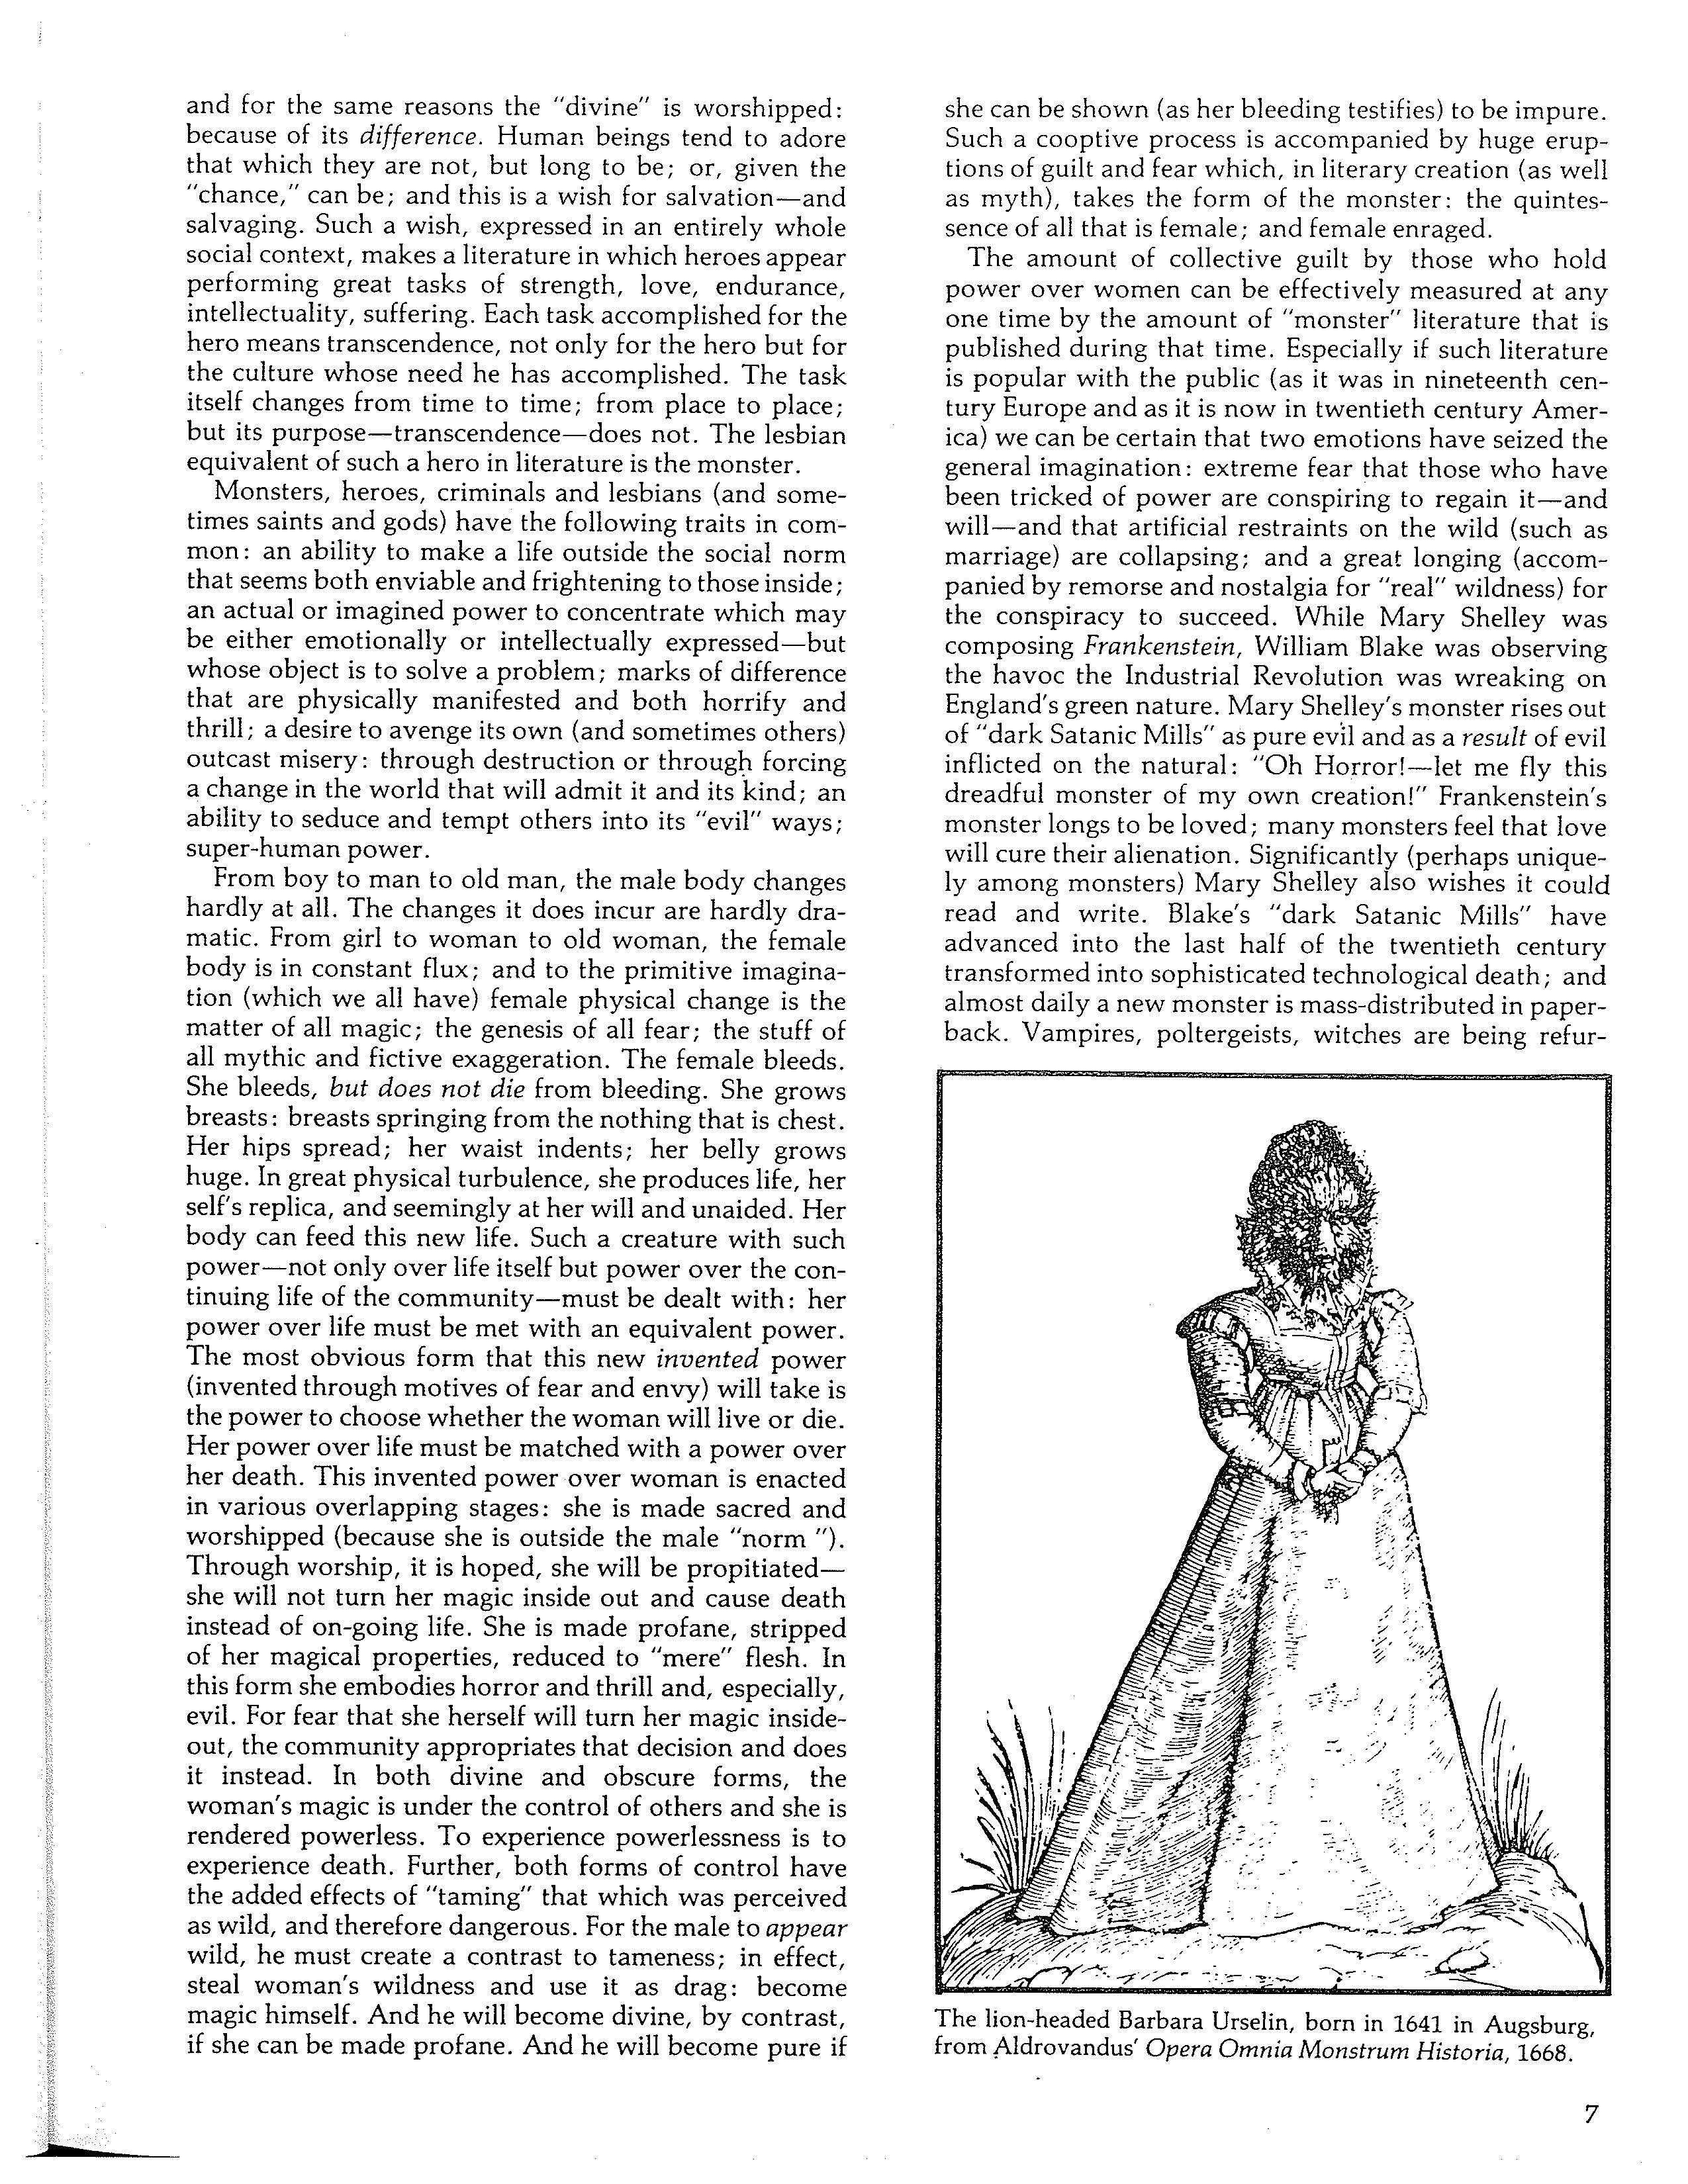 and for the same reasons the "divine" is worshipped:
because of its difference. Human beings tend to adore
that which they are not, but long to be; or, given the
"chance," can be; and this is a wish for salvation—and
salvaging. Such a wish, expressed in an entirely whole
social context, makes a literature in which heroes appear
performing great tasks of strength, love, endurance,
intellectuality, suffering. Each task accomplished for the
hero means transcendence, not only for the hero but for
the culture whose need he has accomplished. The task
itself changes from time to time; from place to place;
but its purpose—transcendence—does not. The lesbian
equivalent of such a hero in literature is the monster.
Monsters, heroes, criminals and lesbians (and some-
times saints and gods) have the following traits in com-
mon: an ability to make a life outside the social norm
that seems both enviable and frightening to those inside;
an actual or imagined power to concentrate which may
be either emotionally or intellectually expressed—but
whose object is to solve a problem; marks of difference
that are physically manifested and both horrify and
thrill; a desire to avenge its own (and sometimes others)
outcast misery: through destruction or through forcing
a change in the world that will admit it and its kind; an
ability to seduce and tempt others into its "evil" ways;
super-human power.
From boy to man to old man, the male body changes
hardly at all. The changes it does incur are hardly dra-
matic. From girl to woman to old woman, the female
body is in constant flux; and to the primitive imagina-
tion (which we all have) female physical change is the
matter of all magic; the genesis of all fear; the stuff of
all mythic and fictive exaggeration. The female bleeds.
She bleeds, but does not die from bleeding. She grows
breasts: breasts springing from the nothing that is chest.
Her hips spread; her waist indents; her belly grows
huge. In great physical turbulence, she produces life, her
self's replica, and seemingly at her will and unaided. Her
body can feed this new life. Such a creature with such
power—not only over life itself but power over the con-
tinuing life of the community—must be dealt with: her
power over life must be met with an equivalent power.
The most obvious form that this new invented power
(invented through motives of fear and envy) will take is
the power to choose whether the woman will live or die.
Her power over life must be matched with a power over
her death. This invented power over woman is enacted
in various overlapping stages: she is made sacred and
worshipped (because she is outside the male "norm ").
Through worship, it is hoped, she will be propitiated—
she will not turn her magic inside out and cause death
instead of on-going life. She is made profane, stripped
of her magical properties, reduced to "mere" flesh. In
this form she embodies horror and thrill and, especially,
evil. For fear that she herself will turn her magic inside-
out, the community appropriates that decision and does
it instead. In both divine and obscure forms, the
woman's magic is under the control of others and she is
rendered powerless. To experience powerlessness is to
experience death. Further, both forms of control have
the added effects of "taming" that which was perceived
as wild, and therefore dangerous. For the male to appear
wild, he must create a contrast to tameness; in effect,
steal woman's wildness and use it as drag: become
magic himself. And he will become divine, by contrast,
if she can be made profane. And he will become pure if
she can be shown (as her bleeding testifies) to be impure.
Such a cooptive process is accompanied by huge erup-
tions of guilt and fear which, in literary creation (as well
as myth), takes the form of the monster: the quintes-
sence of all that is female; and female enraged.
The amount of collective guilt by those who hold
power over women can be effectively measured at any
one time by the amount of "monster" literature that is
published during that time. Especially if such literature
is popular with the public (as it was in nineteenth cen-
tury Europe and as it is now in twentieth century Amer-
ica) we can be certain that two emotions have seized the
general imagination: extreme fear that those who have
been tricked of power are conspiring to regain it—and
will—and that artificial restraints on the wild (such as
marriage) are collapsing; and a great longing (accom-
panied by remorse and nostalgia for "real" wildness) for
the conspiracy to succeed. While Mary Shelley was
composing Frankenstein, William Blake was observing
the havoc the Industrial Revolution was wreaking on
England's green nature. Mary Shelley's monster rises out
of "dark Satanic Mills" as pure evil and as a result of evil
inflicted on the natural: "Oh Horror!—let me fly this
dreadful monster of my own creation!" Frankenstein's
monster longs to be loved; many monsters feel that love
will cure their alienation. Significantly (perhaps unique-
ly among monsters) Mary Shelley also wishes it could
read and write. Blake's "dark Satanic Mills" have
advanced into the last half of the twentieth century
transformed into sophisticated technological death; and
almost daily a new monster is mass-distributed in paper-
back. Vampires, poltergeists, witches are being refur-
The lion-headed Barbara Urselin, born in 1641 in Augsburg,
from Aldrovandus' Opera Omnia Monstrum Historia, 1668.
7